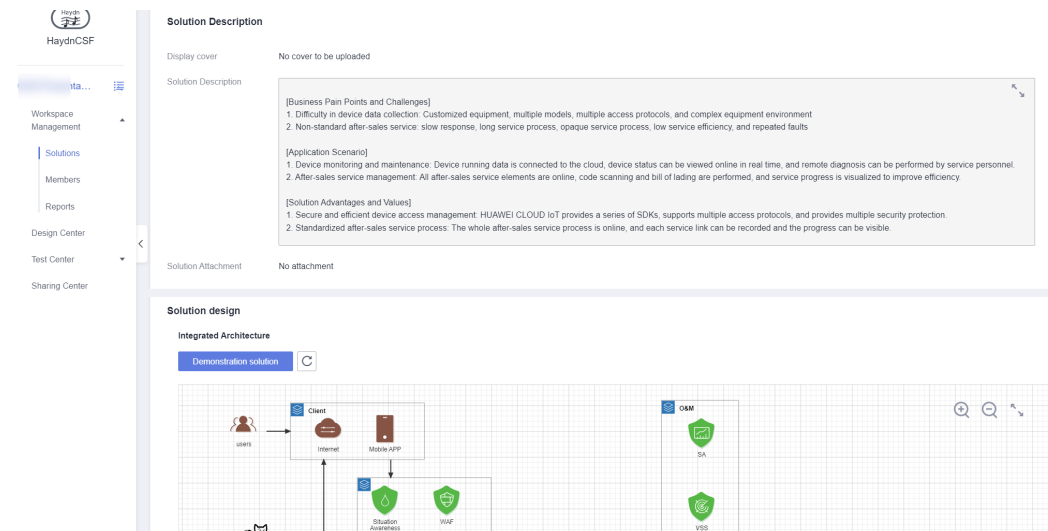 Haydn
HaydnCSF
ta...
Workspace
Management
Solutions
Members
Reports
Design Center
Test Center
Sharing Center
Solution Description
Display cover
No cover to be uploaded
Solution Description
[Business Pain Points and Challenges]
1. Difficulty in device data collection: Customized equipment, multiple models, multiple access protocols, and complex equipment environment
2. Non-standard after-sales service: slow response, long service process, opaque service process, low service efficiency, and repeated faults
[Application Scenario]
1. Device monitoring and maintenance: Device running data is connected to the cloud, device status can be viewed online in real time, and remote diagnosis can be performed by service personnel.
2. After-sales service management: All after-sales service elements are online, code scanning and bill of lading are performed, and service progress is visualized to improve efficiency.
[Solution Advantages and Values]
1. Secure and efficient device access management: HUAWEI CLOUD IoT provides a series of SDKs, supports multiple access protocols, and provides multiple security protection.
2. Standardized after-sales service process: The whole after-sales service process is online, and each service link can be recorded and the progress can be visible.
Solution Attachment
No attachment
Solution design
Integrated Architecture
Demonstration solution
Client
users
Internet
Mobile APP
Situation
Awareness
WAF
O&M
SA
VSS